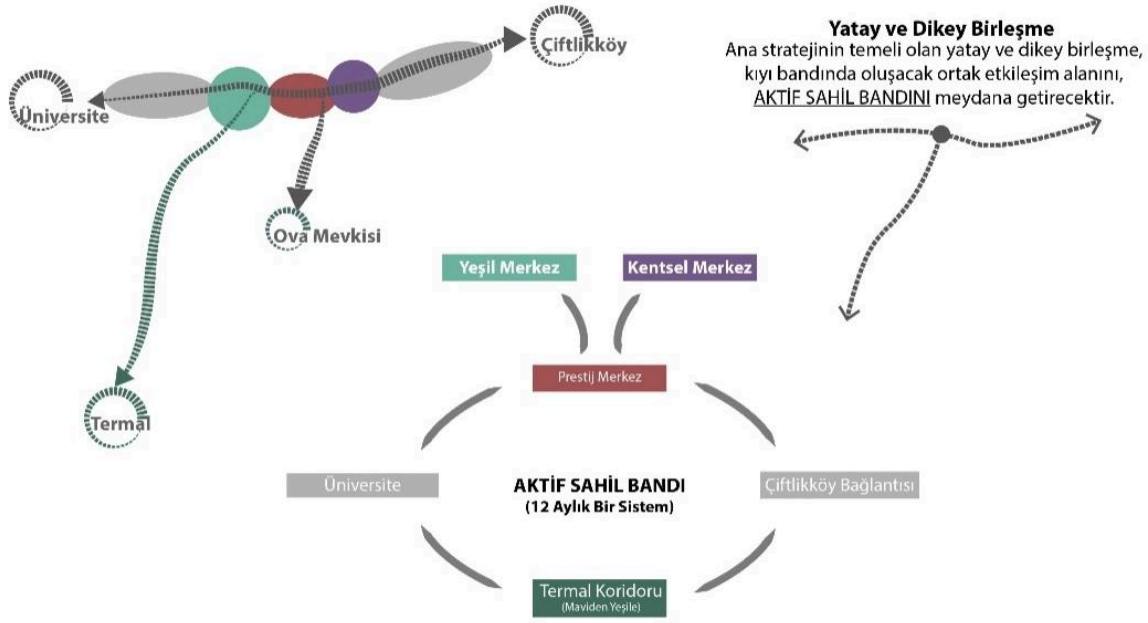 Çiftlikköy
Üniversite
Ova Mevkisi
Termal
Yatay ve Dikey Birleşme
Ana stratejinin temeli olan yatay ve dikey birleşme,
kıyı bandında oluşacak ortak etkileşim alanını,
AKTİF SAHİL BANDINI meydana getirecektir.
Yeşil Merkez
Kentsel Merkez
Prestij Merkez
Üniversite
AKTİF SAHİL BANDI
(12 Aylık Bir Sistem)
Çiftlikköy Bağlantısı
Termal Koridoru
(Maviden Yeşile)